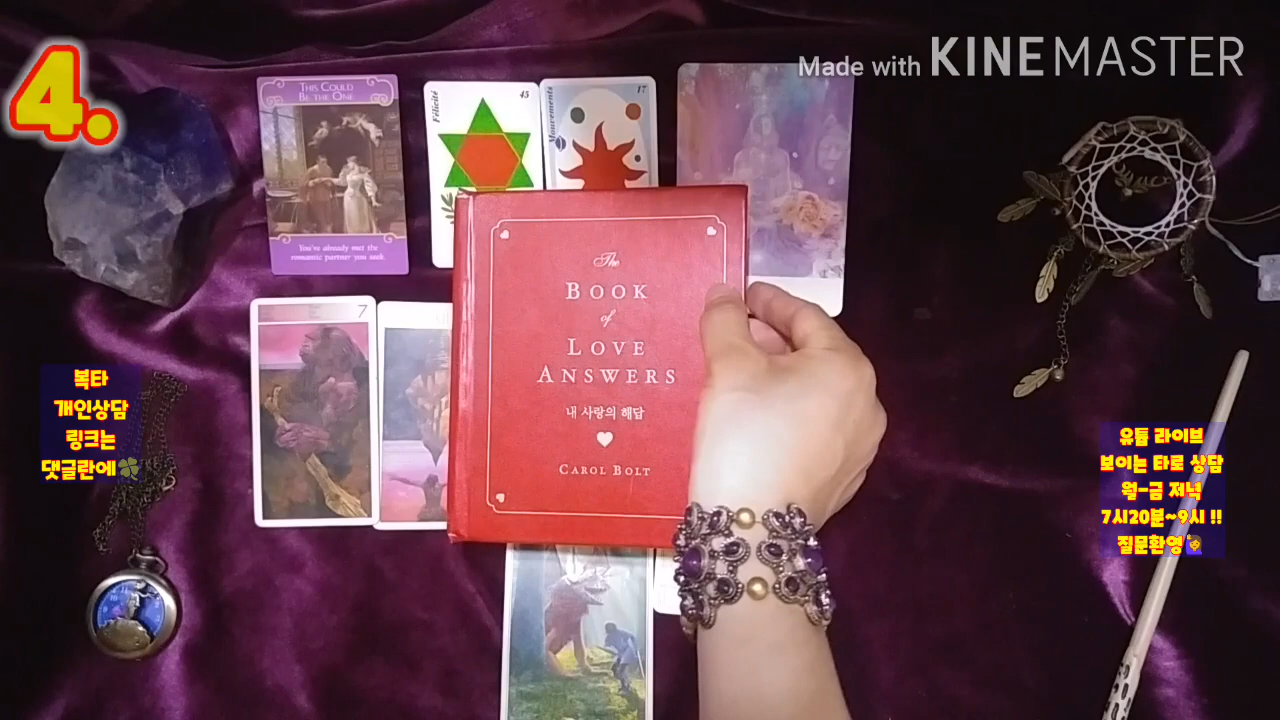 4.
Made with KINEMASTER
THIS COULD
BE THE ONE
You've already met the
romantic partner you seek.
Félicité
45
Mouvements
17
7
The
BOOK
of
LOVE
ANSWERS
내 사랑의 해답
CAROL BOLT
복타
개인상담
링크는
댓글란에🍀
유튭 라이브
보이는 타로 상담
월-금 저녁
7시20분~9시 !!
질문환영🙋‍♀️